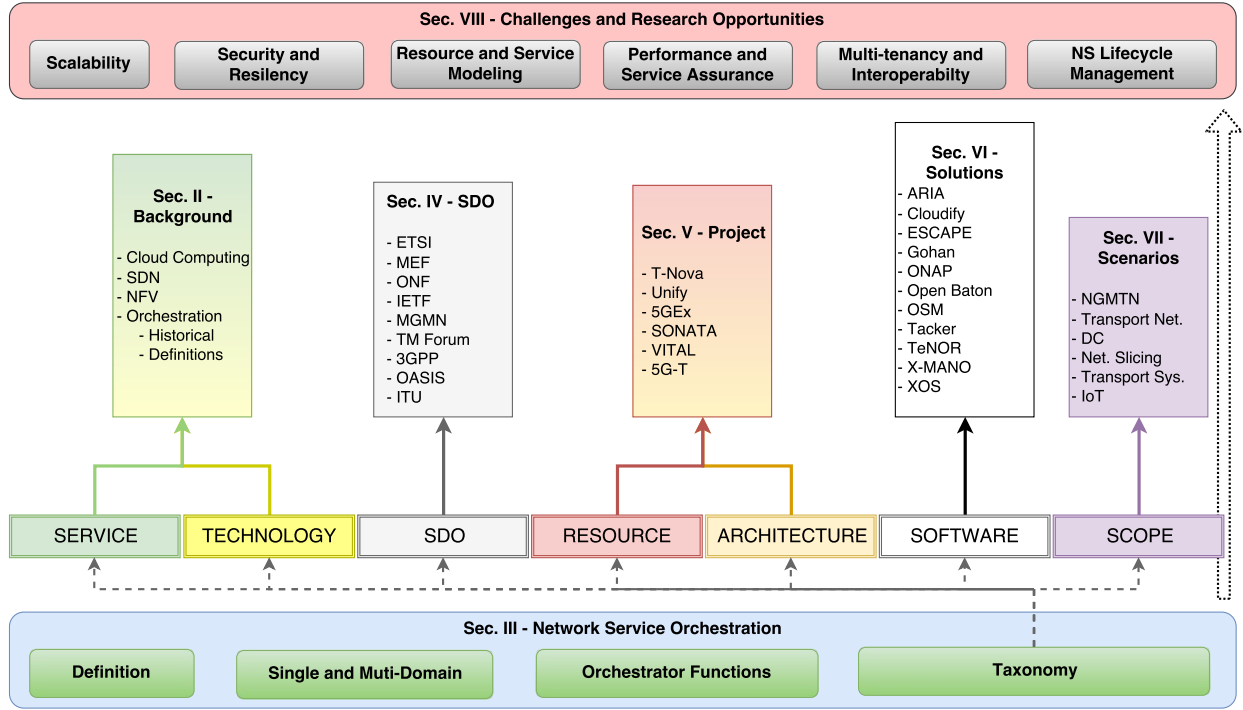 Sec. VIII - Challenges and Research Opportunities
Scalability
Security and
Resilency
Resource and Service
Modeling
Performance and
Service Assurance
Multi-tenancy and
Interoperabilty
NS Lifecycle
Management
Sec. II -
Background
- Cloud Computing
- SDN
- NFV
- Orchestration
- Historical
- Definitions
Sec. IV - SDO
- ETSI
- MEF
- ONF
- IETF
- MGMN
- TM Forum
- 3GPP
- OASIS
- ITU
Sec. V - Project
- T-Nova
- Unify
- 5GEx
- SONATA
- VITAL
- 5G-T
Sec. VI -
Solutions
- ARIA
- Cloudify
- ESCAPE
- Gohan
- ONAP
- Open Baton
- OSM
- Tacker
- TeNOR
- X-MANO
- XOS
Sec. VII -
Scenarios
- NGMTN
- Transport Net.
- DC
- Net. Slicing
- Transport Sys.
- IoT
SERVICE
TECHNOLOGY
SDO
RESOURCE
ARCHITECTURE
SOFTWARE
SCOPE
Sec. III - Network Service Orchestration
Definition
Single and Muti-Domain
Orchestrator Functions
Taxonomy